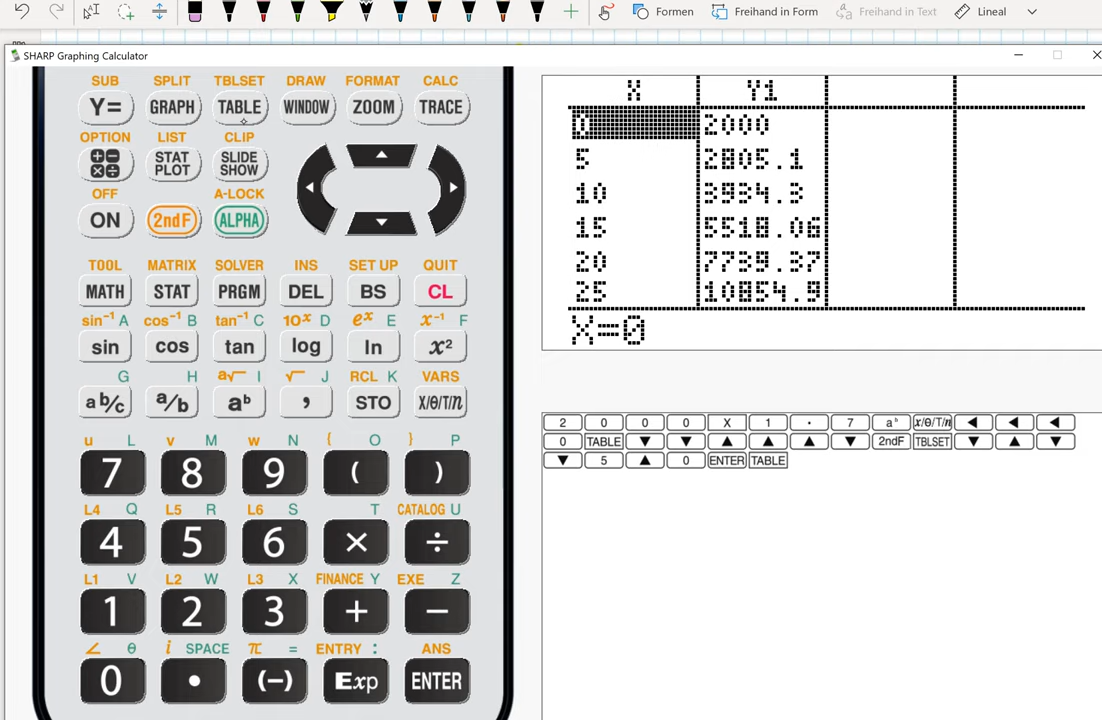 Formen Freihand in Form Freihand in Text Lineal
SHARP Graphing Calculator
SUB SPLIT TBLSET DRAW FORMAT CALC
Y= GRAPH TABLE WINDOW ZOOM TRACE
OPTION LIST CLIP
STAT PLOT SLIDE SHOW
OFF A-LOCK
ON 2ndF ALPHA
TOOL MATRIX SOLVER INS SET UP QUIT
MATH STAT PRGM DEL BS CL
sin⁻¹ A cos⁻¹ B tan⁻¹ C 10ˣ D eˣ E x⁻¹ F
sin cos tan log ln x²
G H a√ I √ J RCL K VARS
a b/c a/b aᵇ , STO X/θ/T/n
u L v M w N { O } P
7 8 9 ( )
L4 Q L5 R L6 S T CATALOG U
4 5 6 × ÷
L1 V L2 W L3 X FINANCE Y EXE Z
1 2 3 + −
∠ θ i SPACE π = ENTRY : ANS
0 • (−) Exp ENTER
X Y1
0 2000
5 2805.1
10 3934.3
15 5518.06
20 7739.37
25 10854.9
X=0
2 0 0 0 X 1 . 7 aᵇ x/θ/T/n ◀ ◀ ◀
0 TABLE ▼ ▼ ▲ ▲ ▲ ▼ 2ndF TBLSET ▼ ▲ ▼
▼ 5 ▲ 0 ENTER TABLE